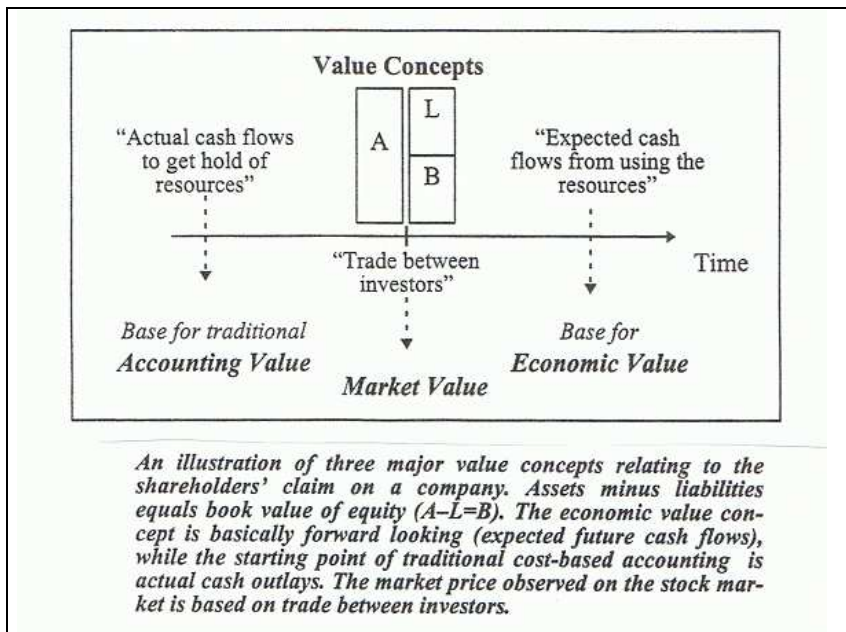 Value Concepts
A
L
B
“Actual cash flows
to get hold of
resources”
“Expected cash
flows from using the
resources”
“Trade between
investors”
Time
Base for traditional
Accounting Value
Market Value
Base for
Economic Value
An illustration of three major value concepts relating to the
shareholders’ claim on a company. Assets minus liabilities
equals book value of equity (A–L=B). The economic value con-
cept is basically forward looking (expected future cash flows),
while the starting point of traditional cost-based accounting is
actual cash outlays. The market price observed on the stock mar-
ket is based on trade between investors.